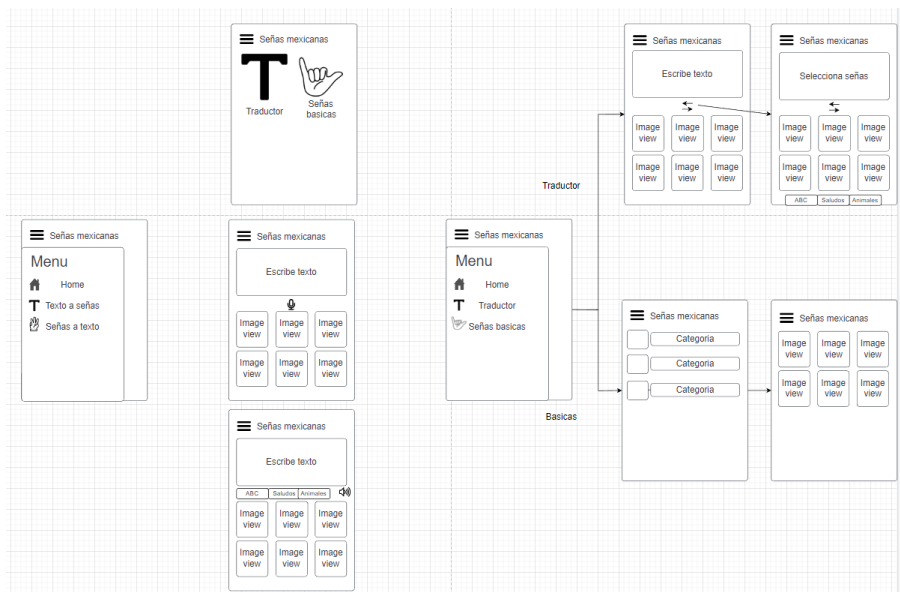 Señas mexicanas
T
Traductor
Señas
basicas
Señas mexicanas
Escribe texto
Image
view
Image
view
Image
view
Image
view
Image
view
Image
view
Señas mexicanas
Selecciona señas
Image
view
Image
view
Image
view
Image
view
Image
view
Image
view
ABC
Saludos
Animales
Traductor
Señas mexicanas
Menu
Home
T Texto a señas
Señas a texto
Señas mexicanas
Escribe texto
Image
view
Image
view
Image
view
Image
view
Image
view
Image
view
Señas mexicanas
Menu
Home
T Traductor
Señas basicas
Señas mexicanas
Categoria
Categoria
Categoria
Señas mexicanas
Image
view
Image
view
Image
view
Image
view
Image
view
Image
view
Basicas
Señas mexicanas
Escribe texto
ABC
Saludos
Animales
Image
view
Image
view
Image
view
Image
view
Image
view
Image
view